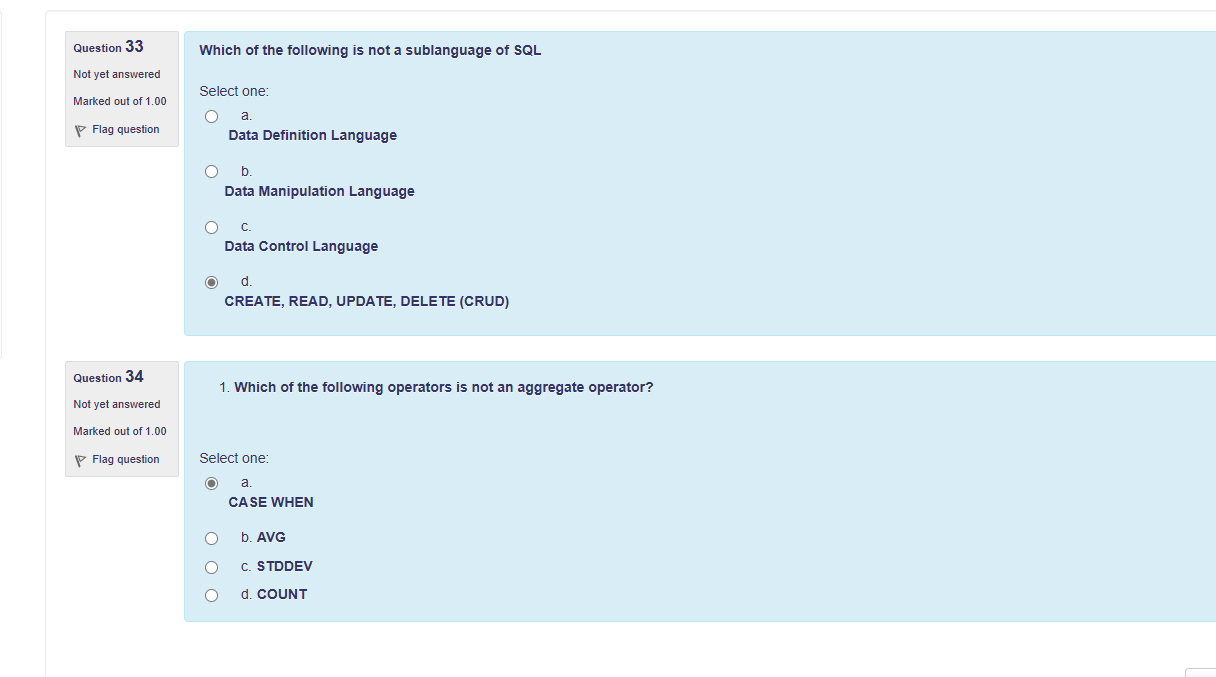 Question 33
Not yet answered
Marked out of 1.00
Flag question
Which of the following is not a sublanguage of SQL
Select one:
a.
Data Definition Language
b.
Data Manipulation Language
c.
Data Control Language
d.
CREATE, READ, UPDATE, DELETE (CRUD)
Question 34
Not yet answered
Marked out of 1.00
Flag question
1. Which of the following operators is not an aggregate operator?
Select one:
a.
CASE WHEN
b. AVG
c. STDDEV
d. COUNT